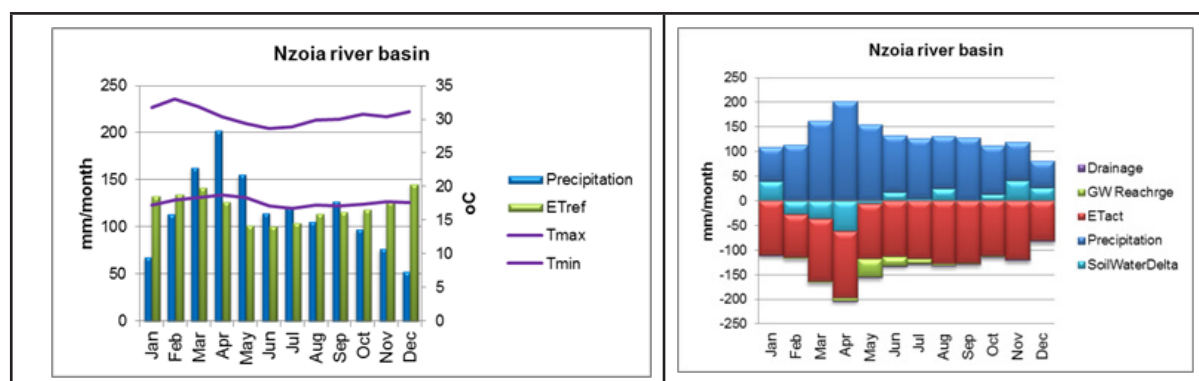 Nzoia river basin
250
200
150
100
50
0
mm/month
35
30
25
20
15
10
5
0
oC
Jan
Feb
Mar
Apr
May
Jun
Jul
Aug
Sep
Oct
Nov
Dec
Precipitation
ETref
Tmax
Tmin
Nzoia river basin
250
200
150
100
50
0
-50
-100
-150
-200
-250
mm/month
Jan
Feb
Mar
Apr
May
Jun
Jul
Aug
Sep
Oct
Nov
Dec
Drainage
GW Reachrge
ETact
Precipitation
SoilWaterDelta